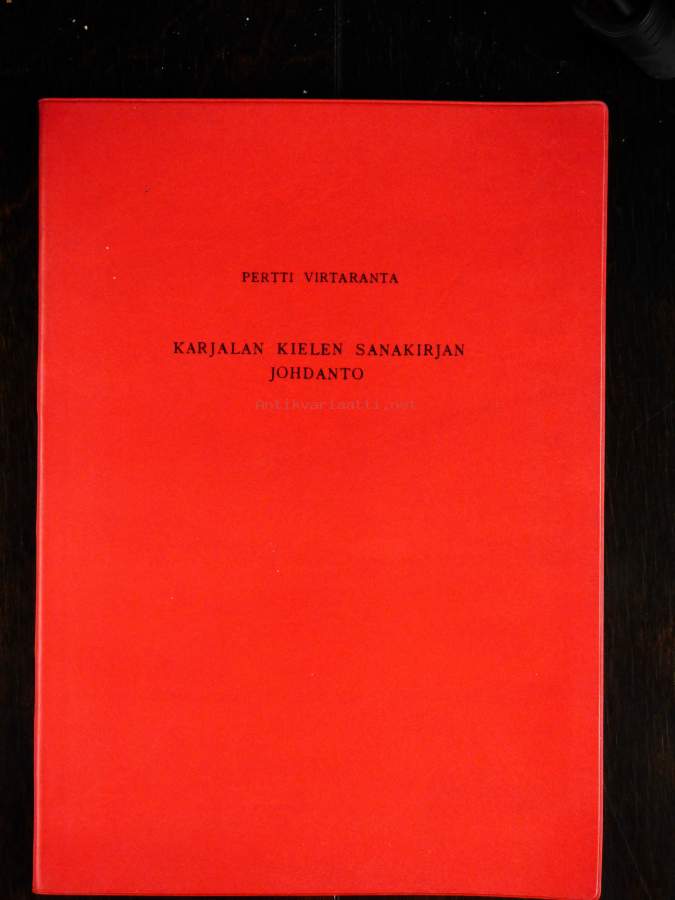 PERTTI VIRTARANTA
KARJALAN KIELEN SANAKIRJAN
JOHDANTO
Antikvariaatti.net